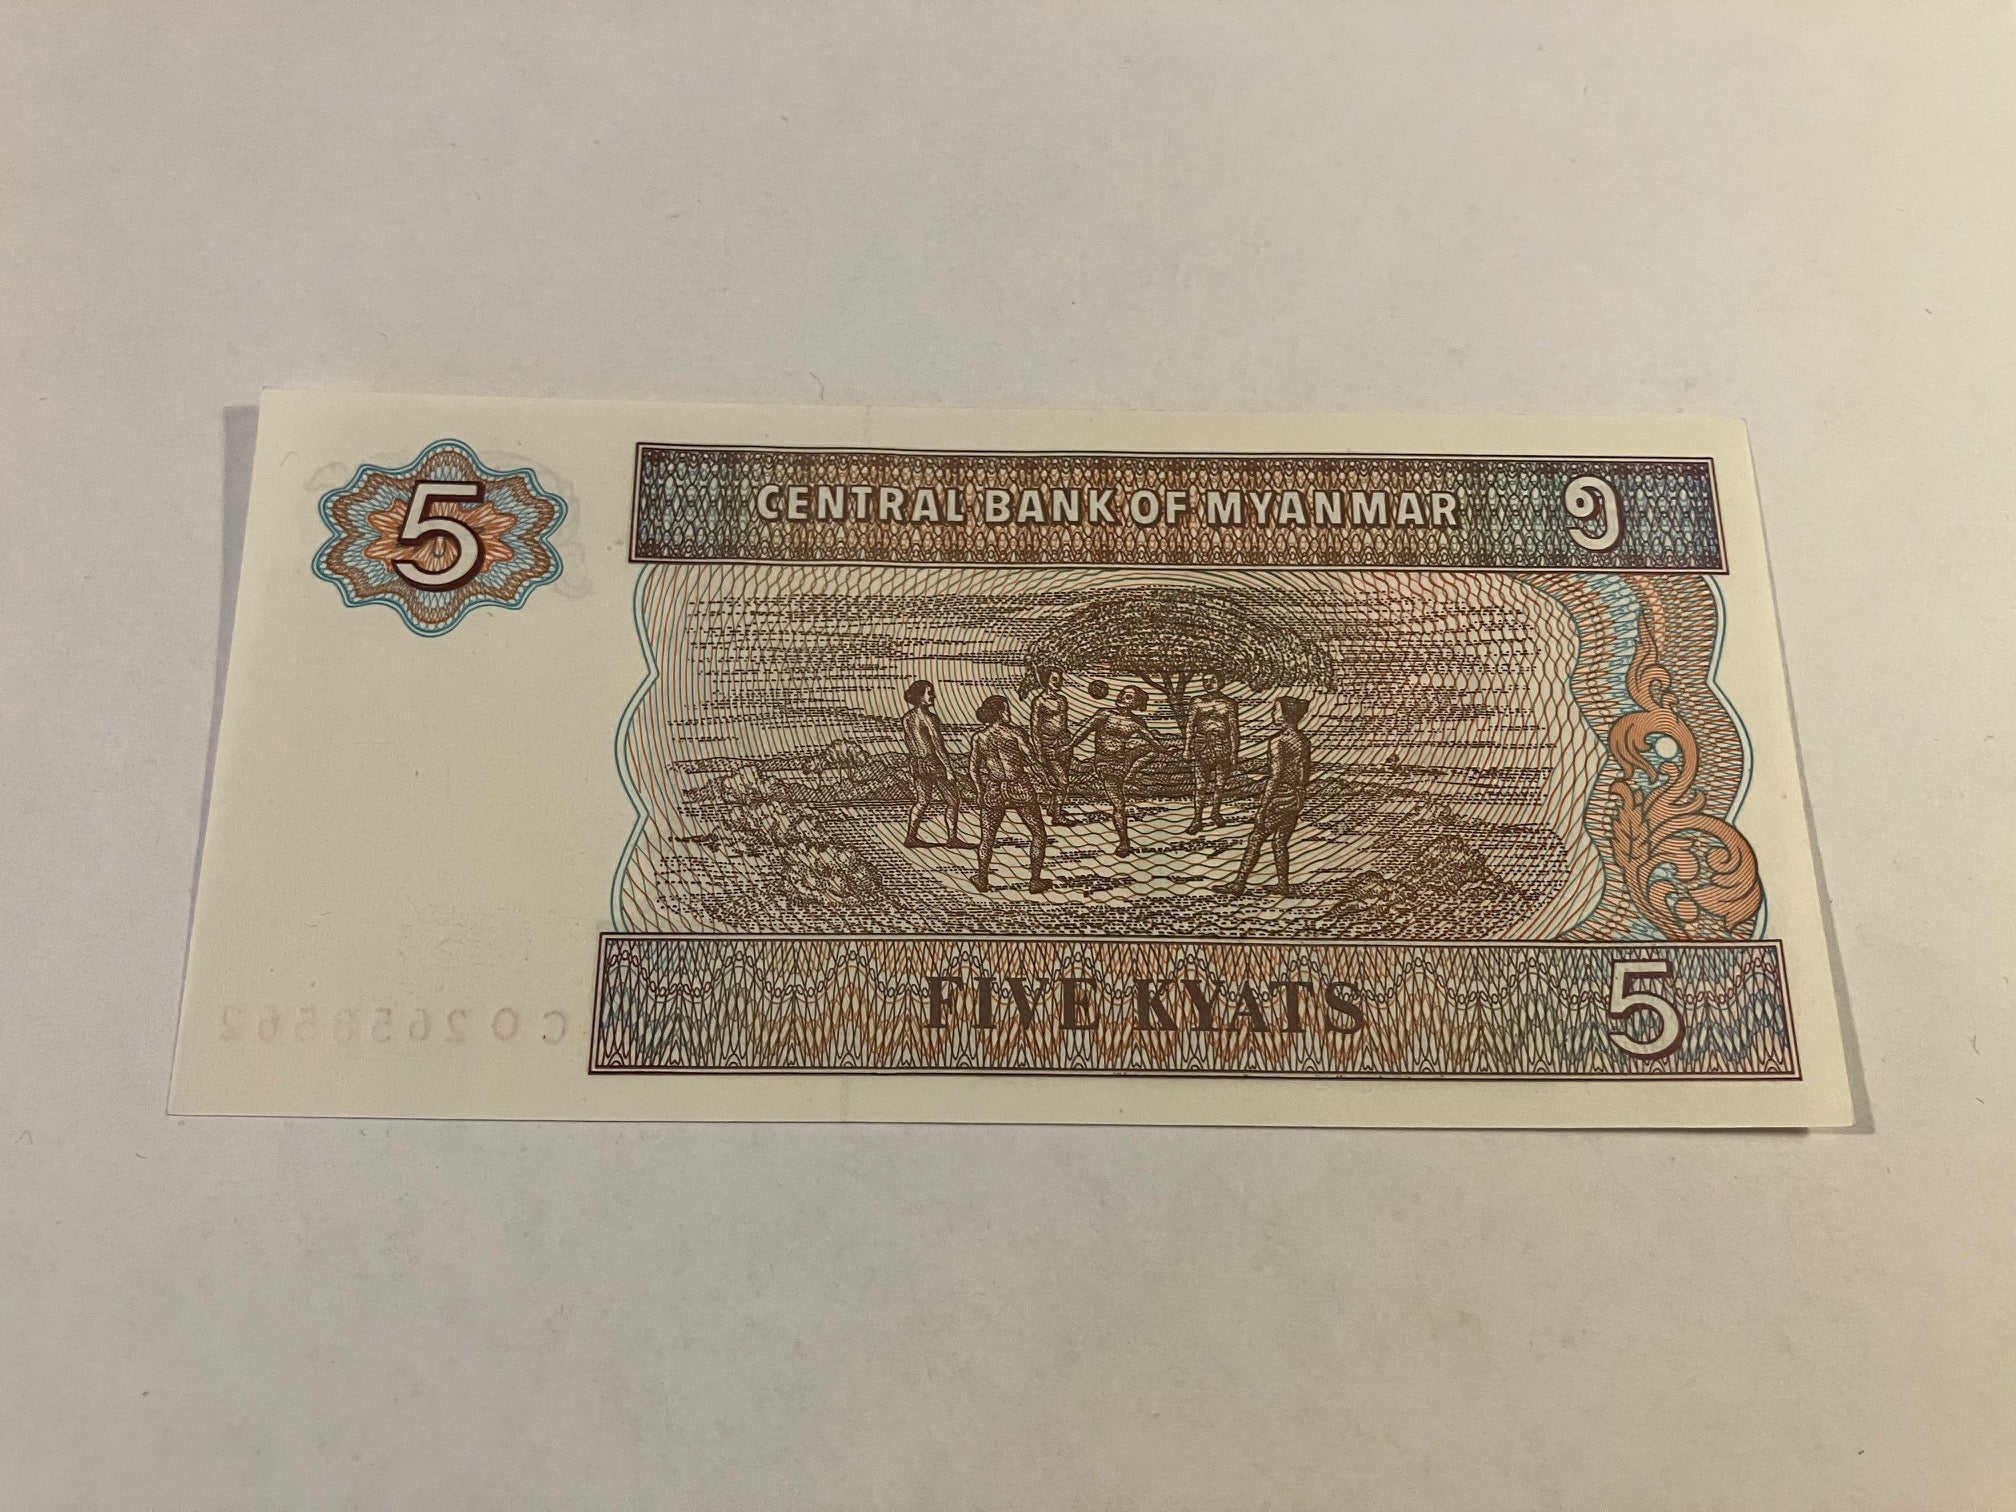 5
CENTRAL BANK OF MYANMAR ၅
FIVE KYATS 5